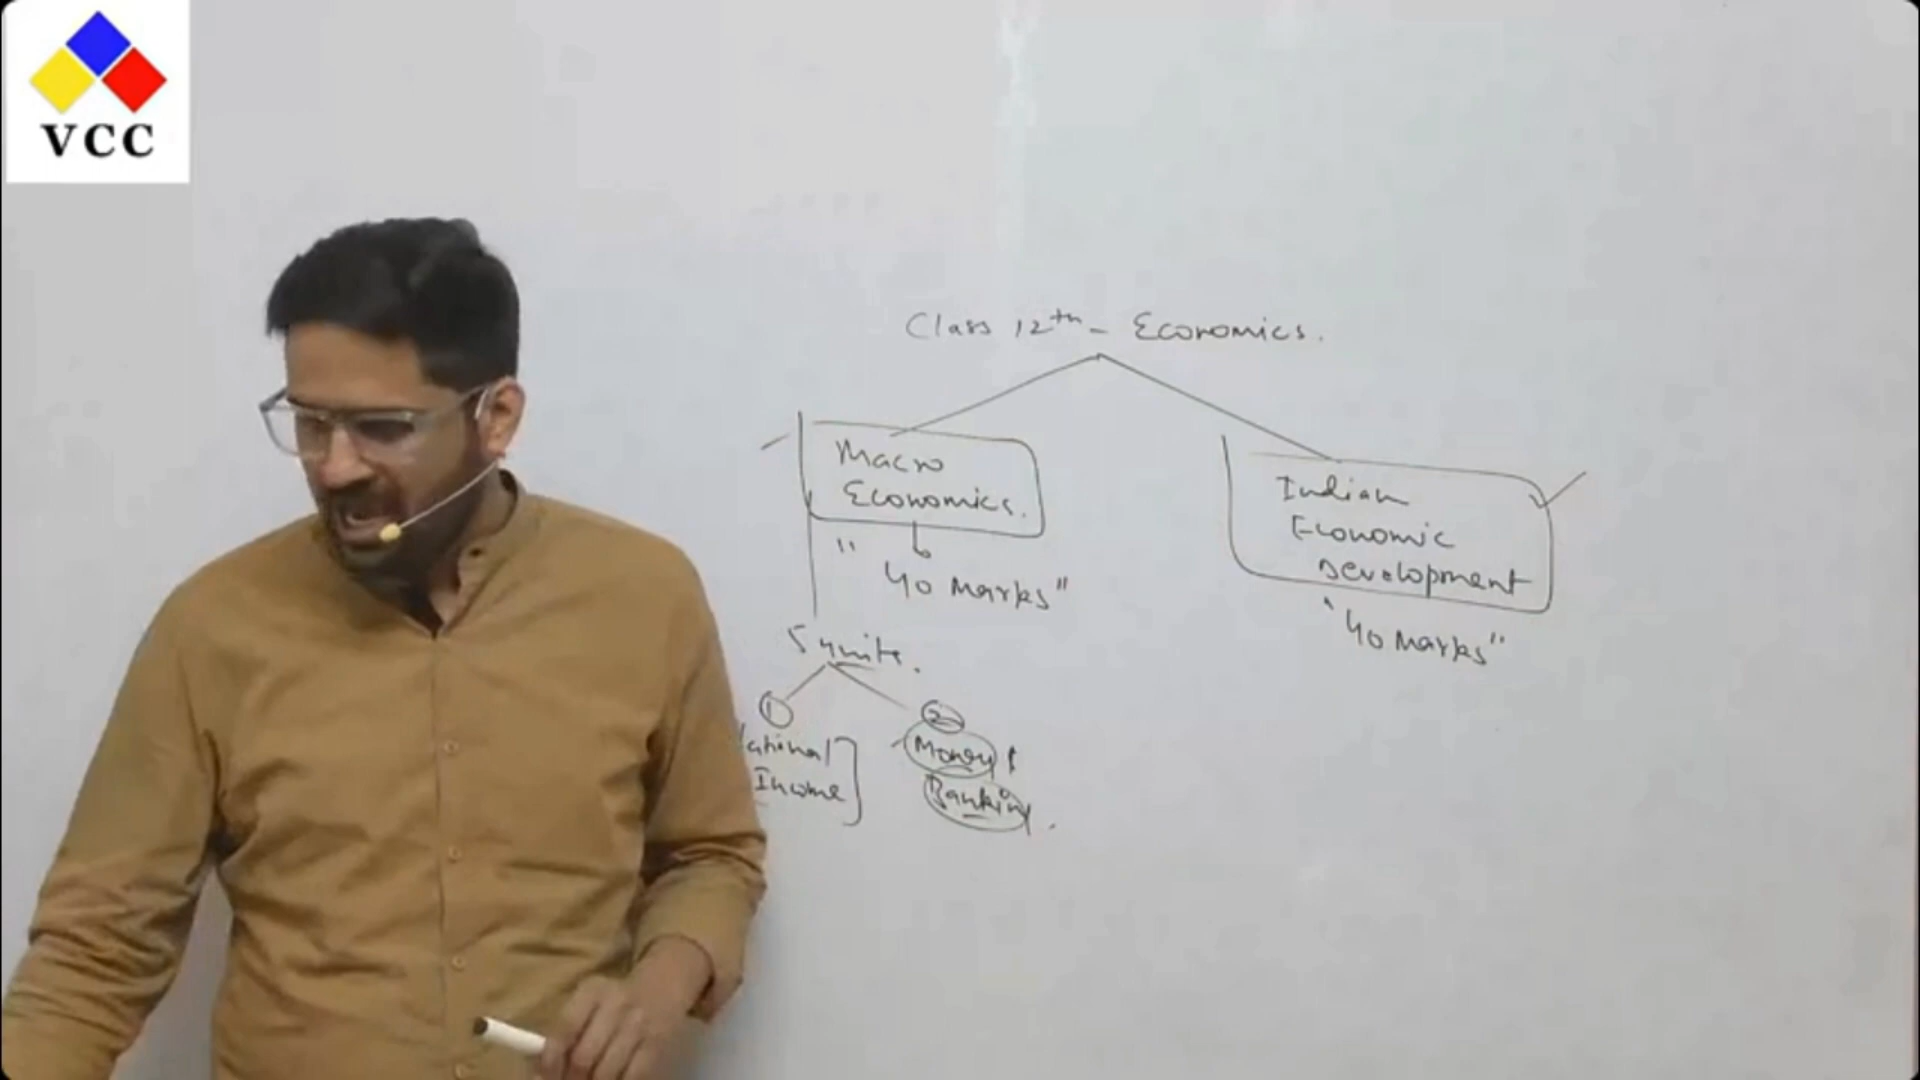 VCC
Class 12th - Economics.
Macro
Economics.
" 40 Marks"
Indian
Economic
Development
"40 Marks"
5 units.
1
National
Income
2
Money &
Banking.